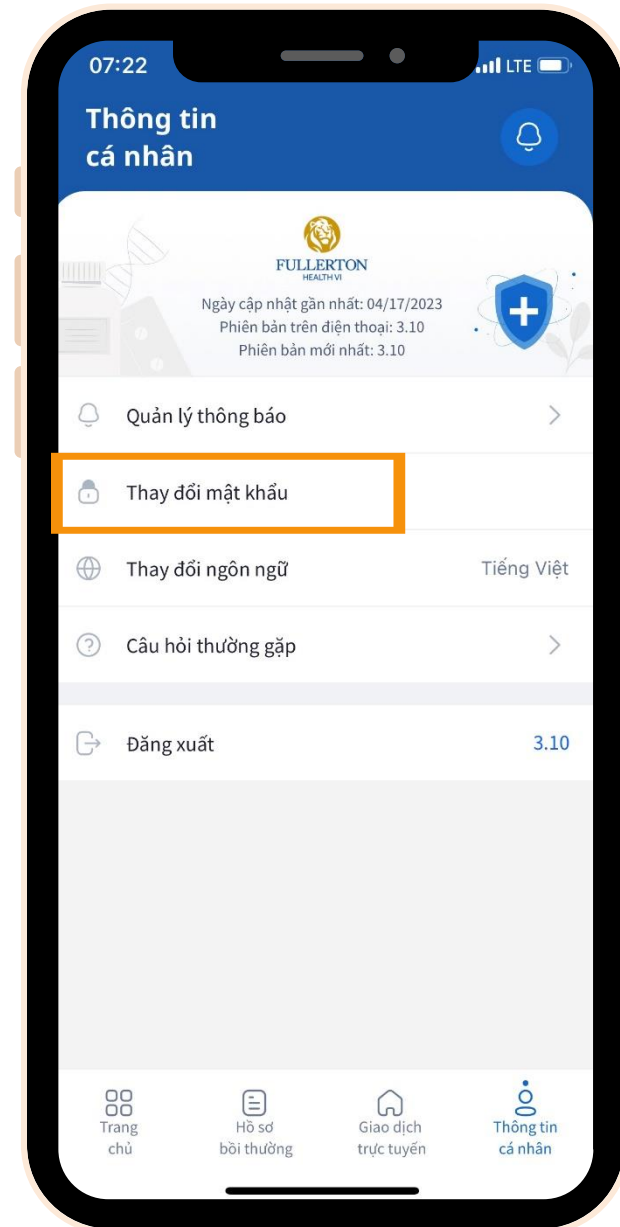 07:22
LTE
Thông tin
cá nhân
FULLERTON
HEALTH VI
Ngày cập nhật gần nhất: 04/17/2023
Phiên bản trên điện thoại: 3.10
Phiên bản mới nhất: 3.10
Quản lý thông báo
Thay đổi mật khẩu
Thay đổi ngôn ngữ Tiếng Việt
Câu hỏi thường gặp
Đăng xuất 3.10
Trang
chủ
Hồ sơ
bồi thường
Giao dịch
trực tuyến
Thông tin
cá nhân